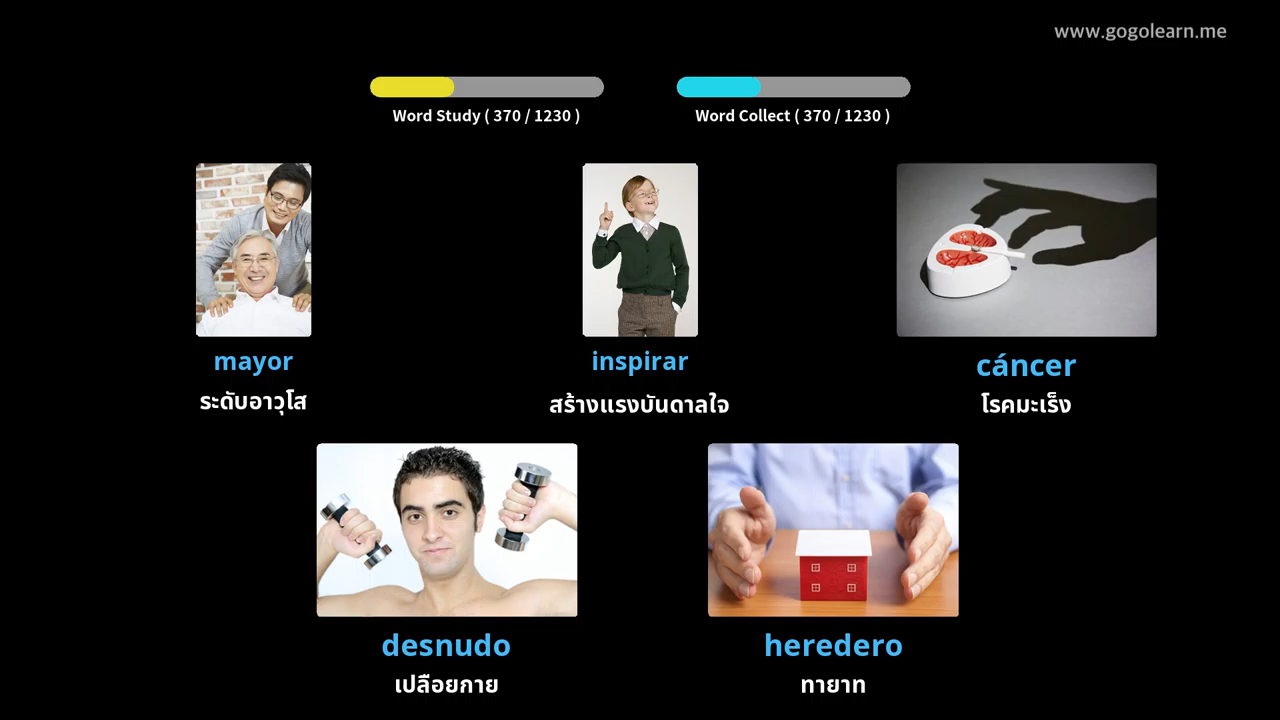 www.gogolearn.me
Word Study ( 370 / 1230 )
Word Collect ( 370 / 1230 )
mayor
ระดับอาวุโส
inspirar
สร้างแรงบันดาลใจ
cáncer
โรคมะเร็ง
desnudo
เปลือยกาย
heredero
ทายาท